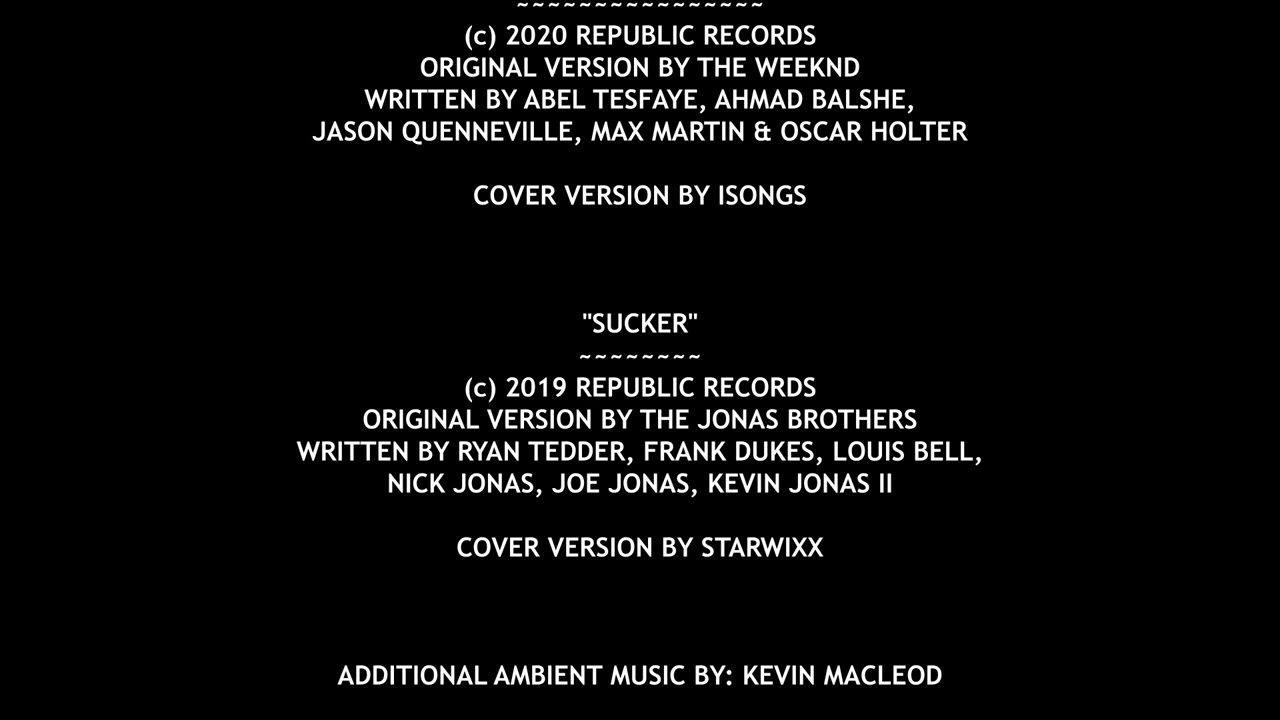 ~~~~~~~~~~~~~~~~
(c) 2020 REPUBLIC RECORDS
ORIGINAL VERSION BY THE WEEKND
WRITTEN BY ABEL TESFAYE, AHMAD BALSHE,
JASON QUENNEVILLE, MAX MARTIN & OSCAR HOLTER
COVER VERSION BY ISONGS
"SUCKER"
~~~~~~~~
(c) 2019 REPUBLIC RECORDS
ORIGINAL VERSION BY THE JONAS BROTHERS
WRITTEN BY RYAN TEDDER, FRANK DUKES, LOUIS BELL,
NICK JONAS, JOE JONAS, KEVIN JONAS II
COVER VERSION BY STARWIXX
ADDITIONAL AMBIENT MUSIC BY: KEVIN MACLEOD